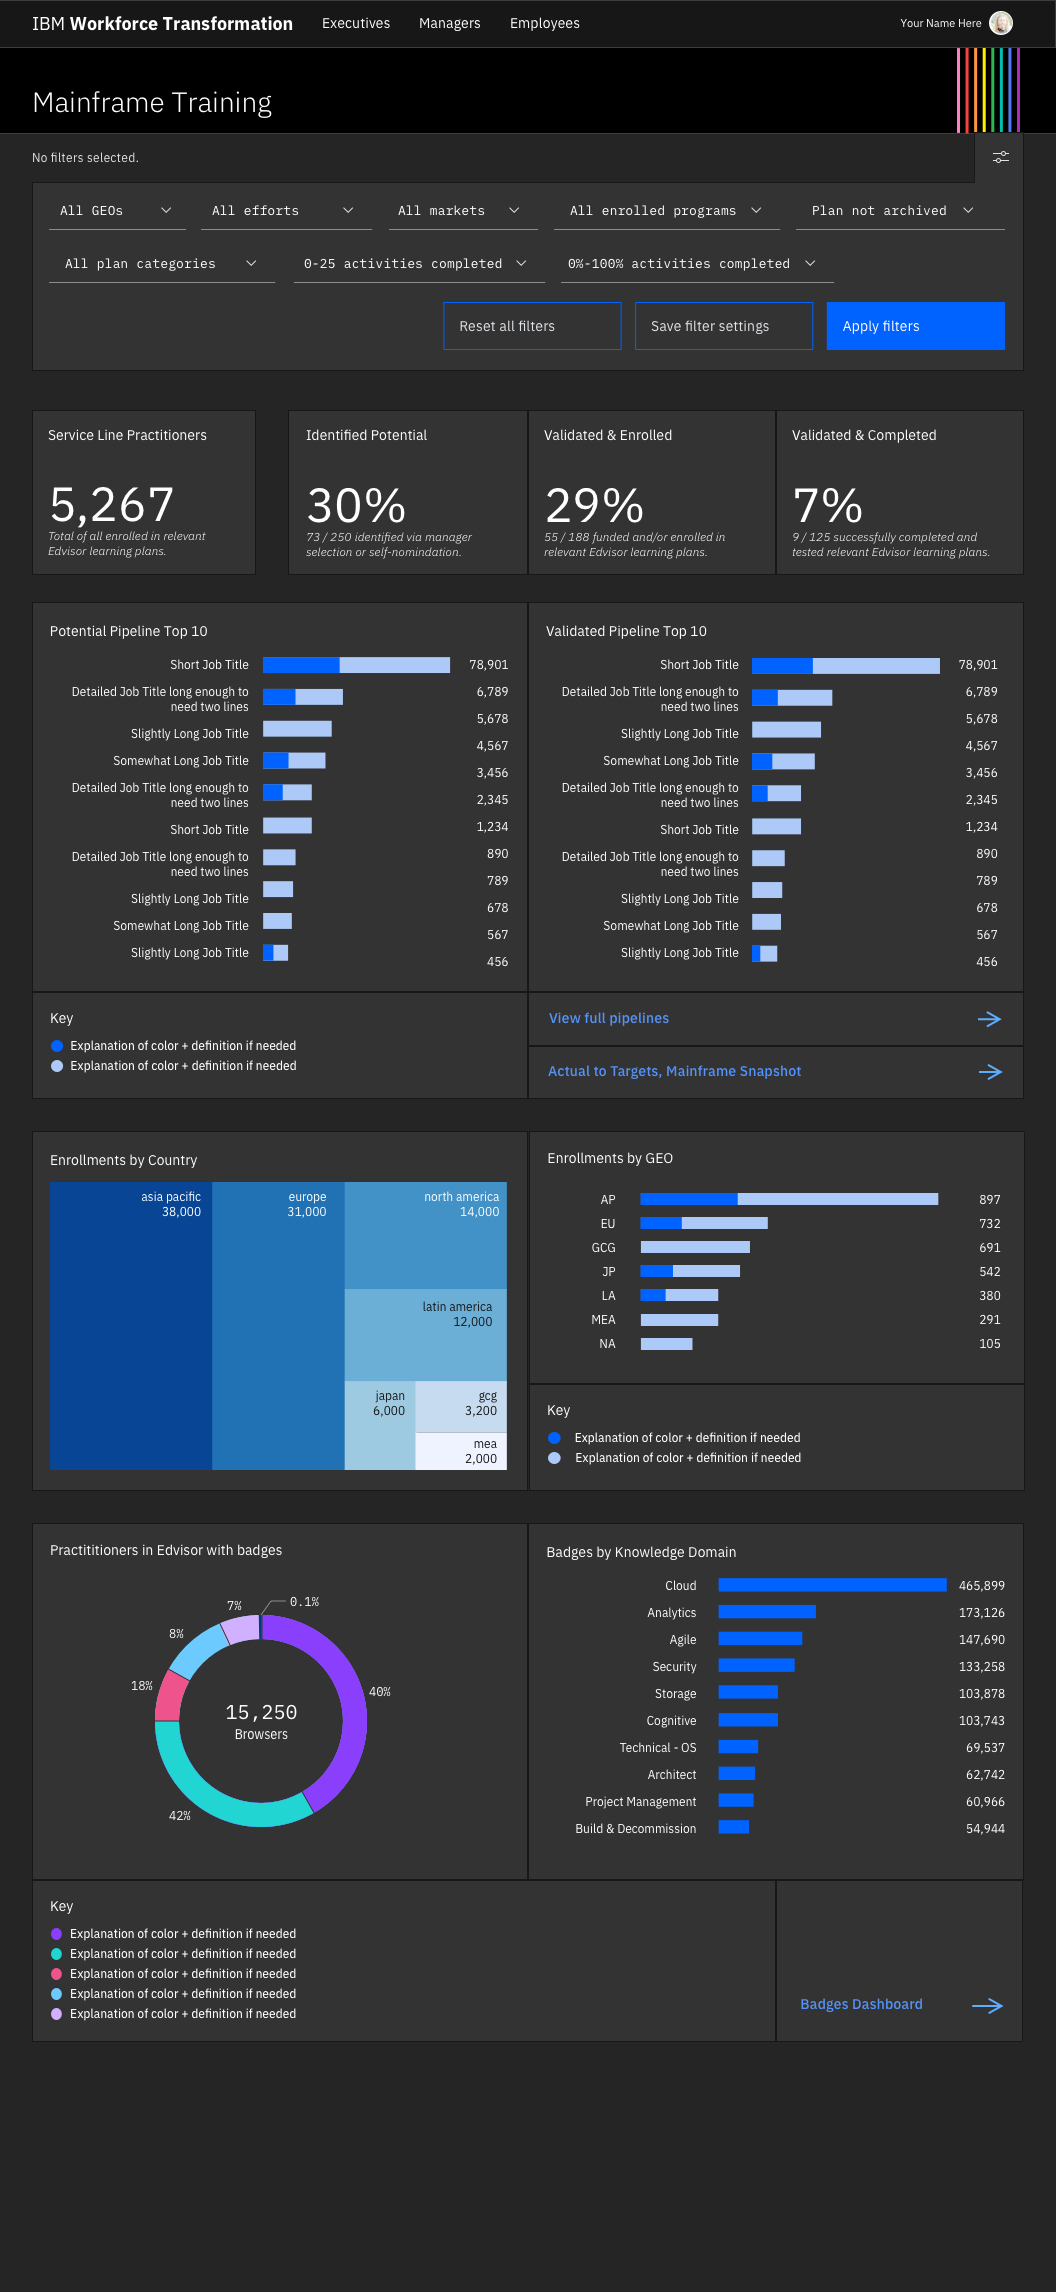 IBM Workforce Transformation Executives Managers Employees Your Name Here
Mainframe Training
No filters selected.
All GEOs All efforts All markets All enrolled programs Plan not archived
All plan categories 0-25 activities completed 0%-100% activities completed
Reset all filters Save filter settings Apply filters
Service Line Practitioners
5,267
Total of all enrolled in relevant
Edvisor learning plans.
Identified Potential
30%
73 / 250 identified via manager
selection or self-nomindation.
Validated & Enrolled
29%
55 / 188 funded and/or enrolled in
relevant Edvisor learning plans.
Validated & Completed
7%
9 / 125 successfully completed and
tested relevant Edvisor learning plans.
Potential Pipeline Top 10
Short Job Title 78,901
Detailed Job Title long enough to
need two lines
6,789
Slightly Long Job Title 5,678
Somewhat Long Job Title 4,567
Detailed Job Title long enough to
need two lines
3,456
2,345
Short Job Title 1,234
Detailed Job Title long enough to
need two lines
890
789
Slightly Long Job Title 678
Somewhat Long Job Title 567
Slightly Long Job Title 456
Validated Pipeline Top 10
Short Job Title 78,901
Detailed Job Title long enough to
need two lines
6,789
Slightly Long Job Title 5,678
Somewhat Long Job Title 4,567
Detailed Job Title long enough to
need two lines
3,456
2,345
Short Job Title 1,234
Detailed Job Title long enough to
need two lines
890
789
Slightly Long Job Title 678
Somewhat Long Job Title 567
Slightly Long Job Title 456
Key
Explanation of color + definition if needed
Explanation of color + definition if needed
View full pipelines
Actual to Targets, Mainframe Snapshot
Enrollments by Country
asia pacific
38,000
europe
31,000
north america
14,000
latin america
12,000
japan
6,000
gcg
3,200
mea
2,000
Enrollments by GEO
AP 897
EU 732
GCG 691
JP 542
LA 380
MEA 291
NA 105
Key
Explanation of color + definition if needed
Explanation of color + definition if needed
Practititioners in Edvisor with badges
0.1%
7%
8%
18%
40%
15,250
Browsers
42%
Badges by Knowledge Domain
Cloud 465,899
Analytics 173,126
Agile 147,690
Security 133,258
Storage 103,878
Cognitive 103,743
Technical - OS 69,537
Architect 62,742
Project Management 60,966
Build & Decommission 54,944
Key
Explanation of color + definition if needed
Explanation of color + definition if needed
Explanation of color + definition if needed
Explanation of color + definition if needed
Explanation of color + definition if needed
Badges Dashboard